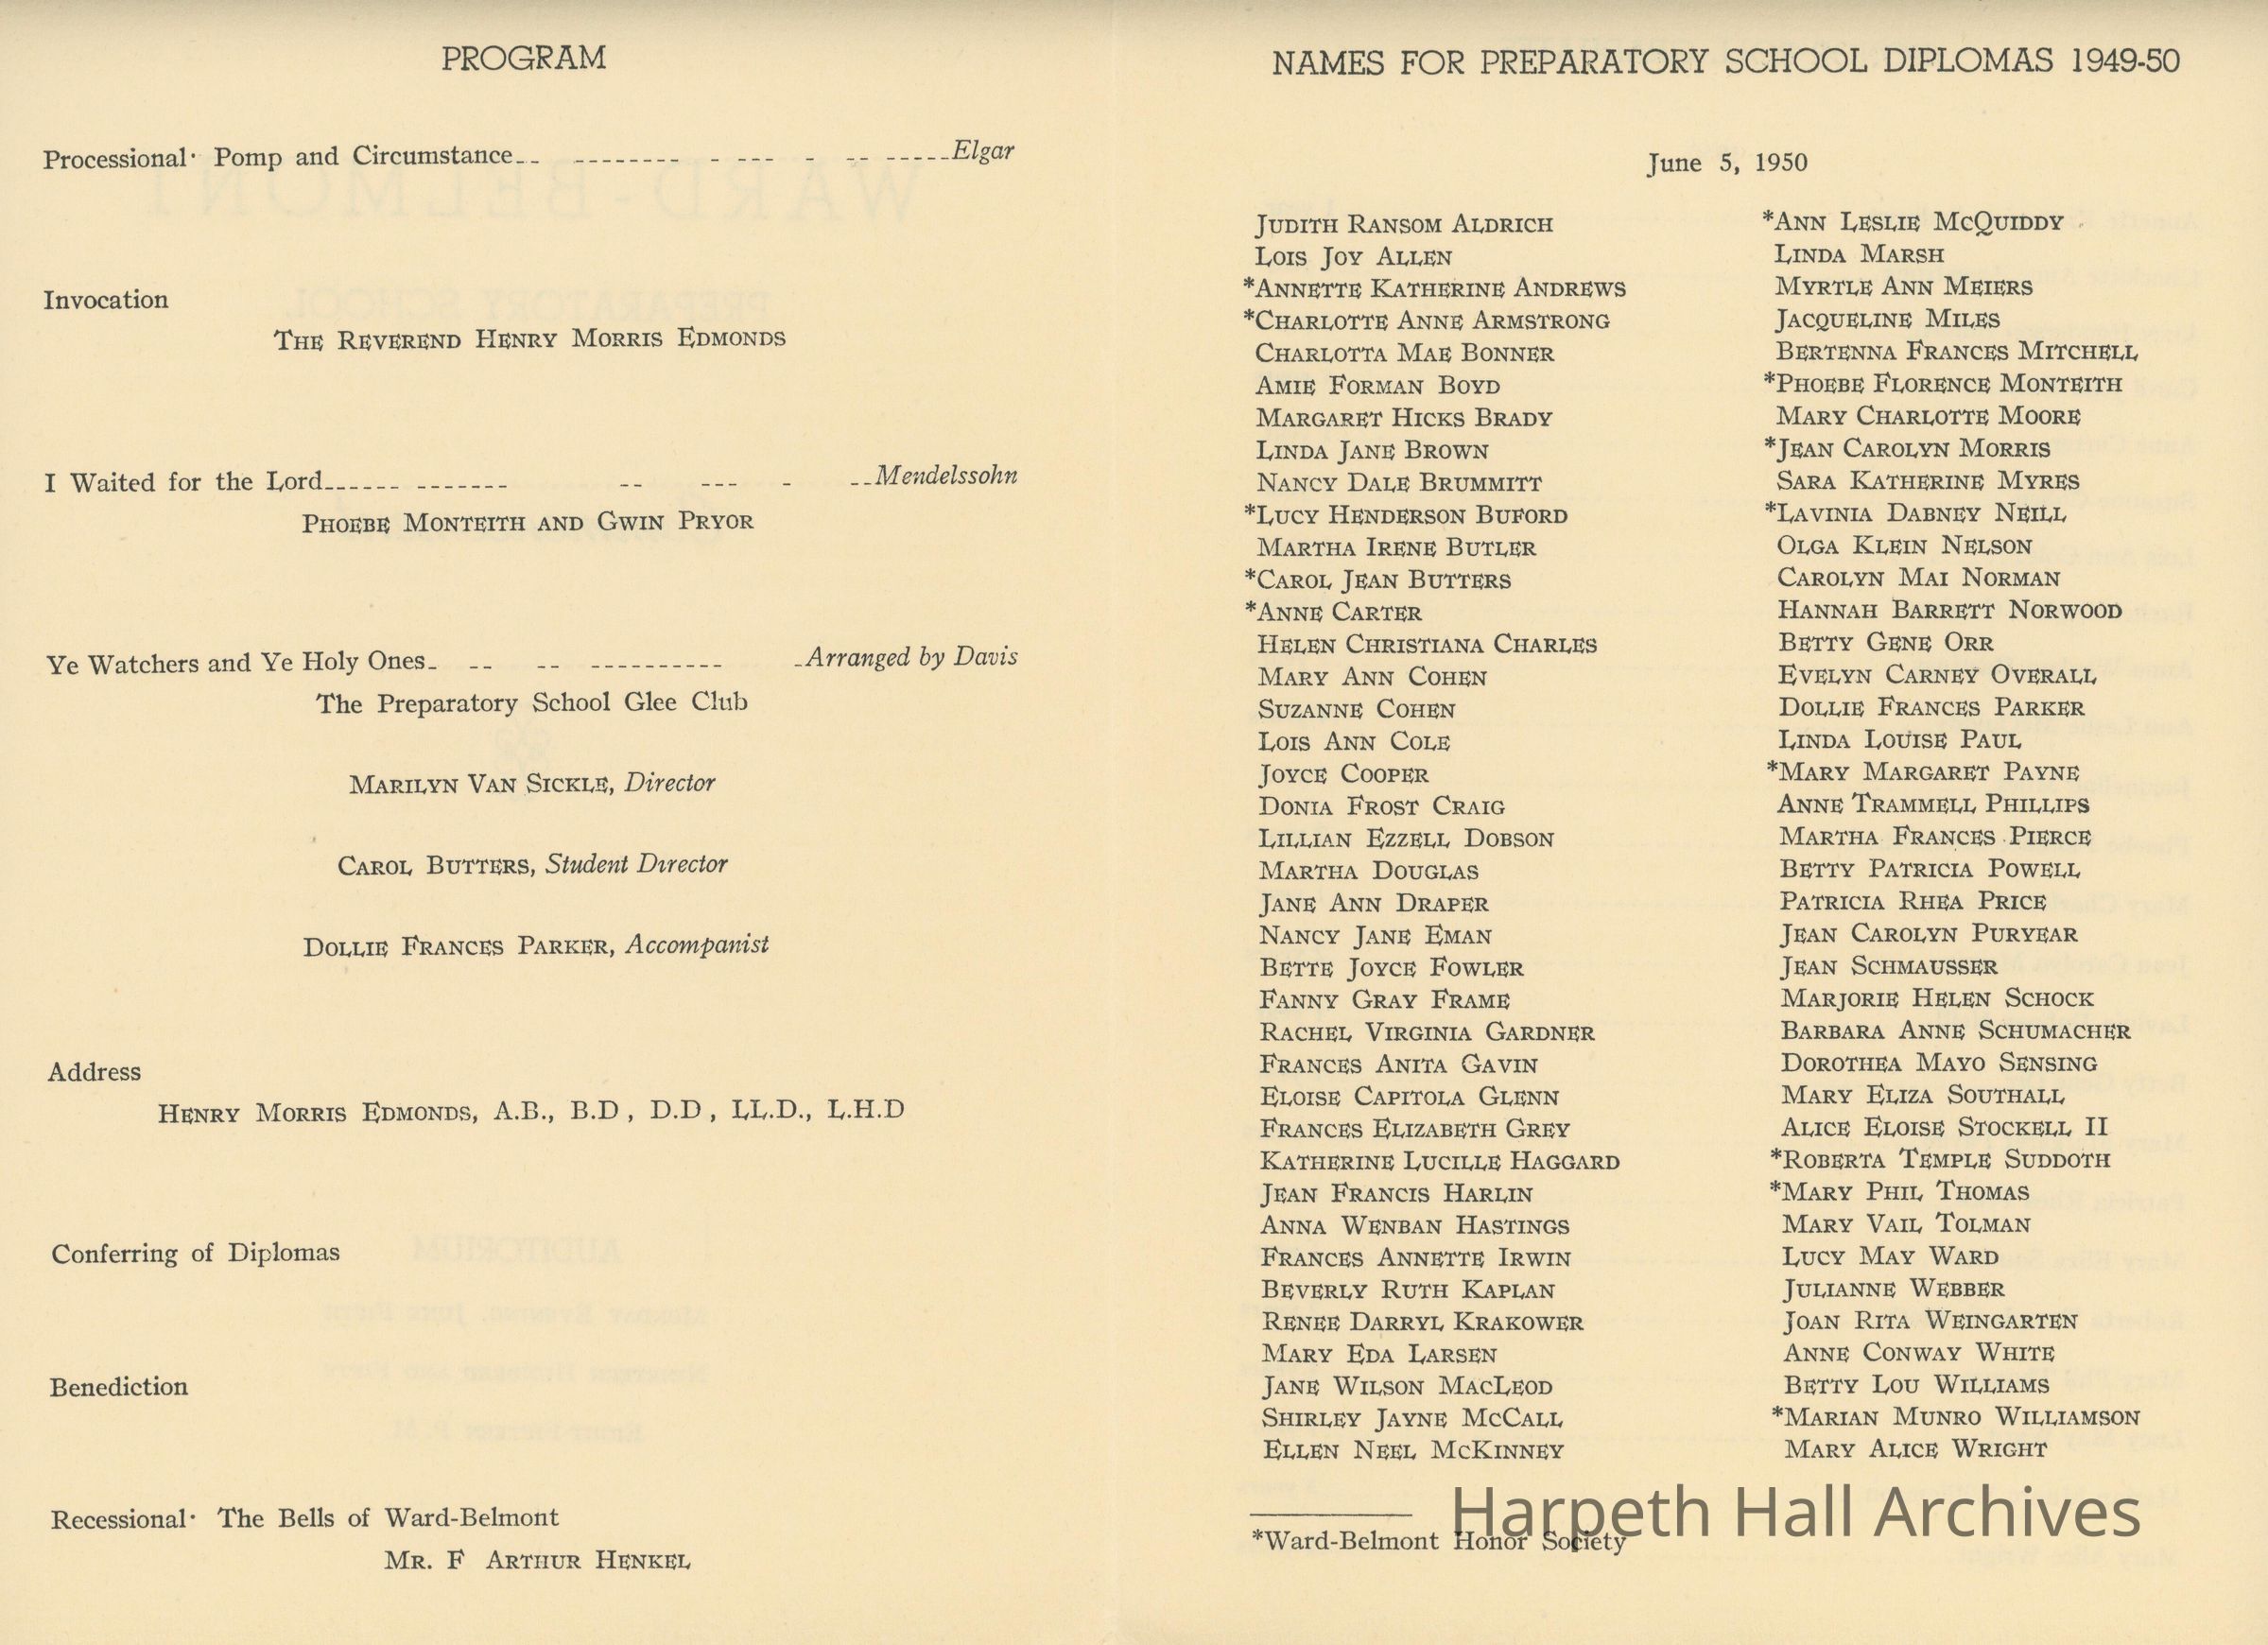 PROGRAM
Processional· Pomp and Circumstance.. -------- - --- - -- -----Elgar
Invocation
THE REVEREND HENRY MORRIS EDMONDS
I Waited for the Lord------ ------- -- --- - --Mendelssohn
PHOEBE MONTEITH AND GWIN PRYOR
Ye Watchers and Ye Holy Ones- -- -- ---------- -Arranged by Davis
The Preparatory School Glee Club
MARILYN VAN SICKLE, Director
CAROL BUTTERS, Student Director
DOLLIE FRANCES PARKER, Accompanist
Address
HENRY MORRIS EDMONDS, A.B., B.D , D.D , LL.D., L.H.D
Conferring of Diplomas
Benediction
Recessional· The Bells of Ward-Belmont
MR. F ARTHUR HENKEL
NAMES FOR PREPARATORY SCHOOL DIPLOMAS 1949-50
June 5, 1950
JUDITH RANSOM ALDRICH
LOIS JOY ALLEN
*ANNETTE KATHERINE ANDREWS
*CHARLOTTE ANNE ARMSTRONG
CHARLOTTA MAE BONNER
AMIE FORMAN BOYD
MARGARET HICKS BRADY
LINDA JANE BROWN
NANCY DALE BRUMMITT
*LUCY HENDERSON BUFORD
MARTHA IRENE BUTLER
*CAROL JEAN BUTTERS
*ANNE CARTER
HELEN CHRISTIANA CHARLES
MARY ANN COHEN
SUZANNE COHEN
LOIS ANN COLE
JOYCE COOPER
DONIA FROST CRAIG
LILLIAN EZZELL DOBSON
MARTHA DOUGLAS
JANE ANN DRAPER
NANCY JANE EMAN
BETTE JOYCE FOWLER
FANNY GRAY FRAME
RACHEL VIRGINIA GARDNER
FRANCES ANITA GAVIN
ELOISE CAPITOLA GLENN
FRANCES ELIZABETH GREY
KATHERINE LUCILLE HAGGARD
JEAN FRANCIS HARLIN
ANNA WENBAN HASTINGS
FRANCES ANNETTE IRWIN
BEVERLY RUTH KAPLAN
RENEE DARRYL KRAKOWER
MARY EDA LARSEN
JANE WILSON MACLEOD
SHIRLEY JAYNE MCCALL
ELLEN NEEL MCKINNEY
*ANN LESLIE McQUIDDY
LINDA MARSH
MYRTLE ANN MEIERS
JACQUELINE MILES
BERTENNA FRANCES MITCHELL
*PHOEBE FLORENCE MONTEITH
MARY CHARLOTTE MOORE
*JEAN CAROLYN MORRIS
SARA KATHERINE MYRES
*LAVINIA DABNEY NEILL
OLGA KLEIN NELSON
CAROLYN MAI NORMAN
HANNAH BARRETT NORWOOD
BETTY GENE ORR
EVELYN CARNEY OVERALL
DOLLIE FRANCES PARKER
LINDA LOUISE PAUL
*MARY MARGARET PAYNE
ANNE TRAMMELL PHILLIPS
MARTHA FRANCES PIERCE
BETTY PATRICIA POWELL
PATRICIA RHEA PRICE
JEAN CAROLYN PURYEAR
JEAN SCHMAUSSER
MARJORIE HELEN SCHOCK
BARBARA ANNE SCHUMACHER
DOROTHEA MAYO SENSING
MARY ELIZA SOUTHALL
ALICE ELOISE STOCKELL II
*ROBERTA TEMPLE SUDDOTH
*MARY PHIL THOMAS
MARY VAIL TOLMAN
LUCY MAY WARD
JULIANNE WEBBER
JOAN RITA WEINGARTEN
ANNE CONWAY WHITE
BETTY LOU WILLIAMS
*MARIAN MUNRO WILLIAMSON
MARY ALICE WRIGHT
*Ward-Belmont Honor Society
Harpeth Hall Archives